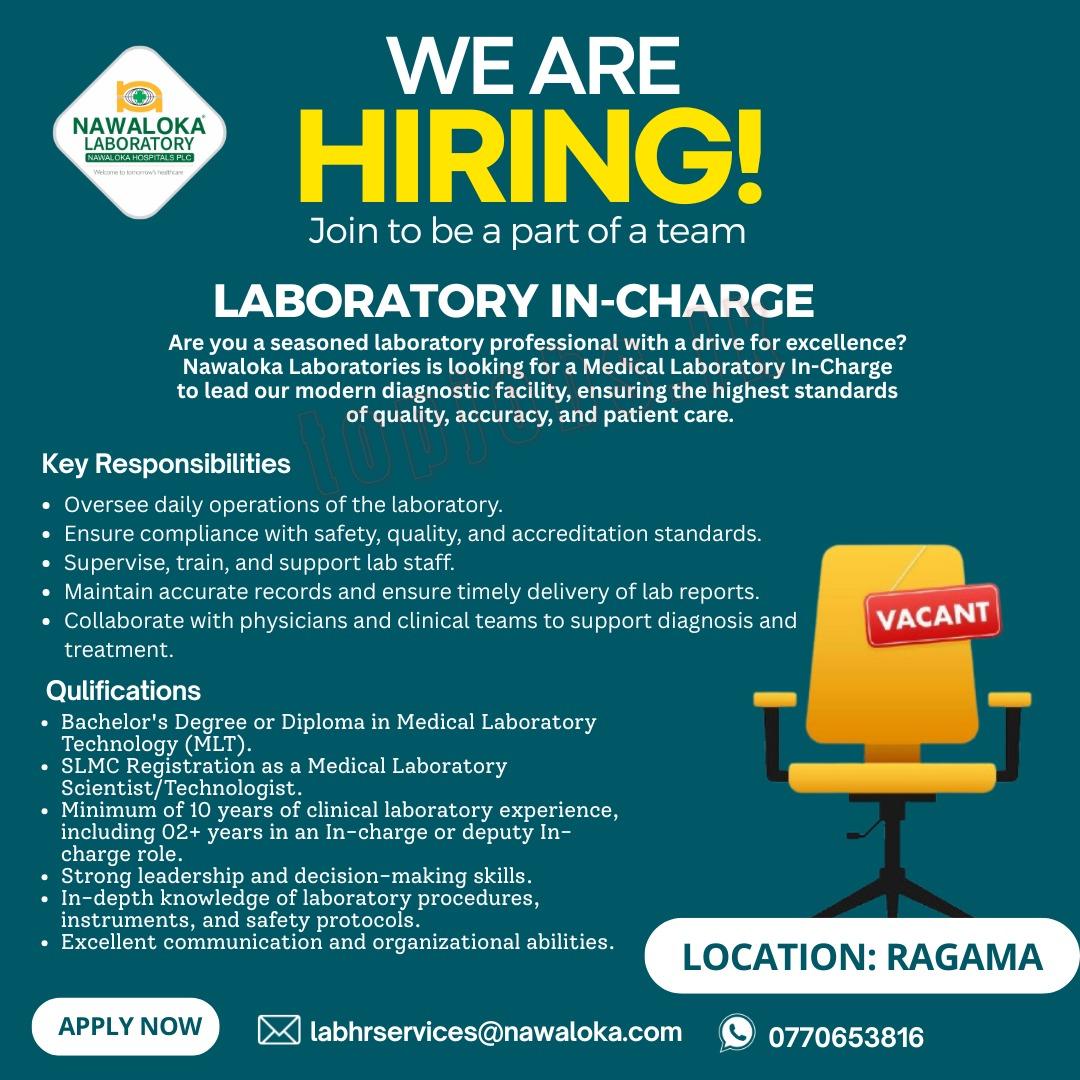 NAWALOKA
LABORATORY
NAWALOKA HOSPITALS PLC
Welcome to tomorrow's healthcare
WE ARE
HIRING!
Join to be a part of a team
LABORATORY IN-CHARGE
Are you a seasoned laboratory professional with a drive for excellence?
Nawaloka Laboratories is looking for a Medical Laboratory In-Charge
to lead our modern diagnostic facility, ensuring the highest standards
of quality, accuracy, and patient care.
topjobs.lk
Key Responsibilities
• Oversee daily operations of the laboratory.
• Ensure compliance with safety, quality, and accreditation standards.
• Supervise, train, and support lab staff.
• Maintain accurate records and ensure timely delivery of lab reports.
• Collaborate with physicians and clinical teams to support diagnosis and
treatment.
VACANT
Qulifications
• Bachelor's Degree or Diploma in Medical Laboratory
Technology (MLT).
• SLMC Registration as a Medical Laboratory
Scientist/Technologist.
• Minimum of 10 years of clinical laboratory experience,
including 02+ years in an In-charge or deputy In-
charge role.
• Strong leadership and decision-making skills.
• In-depth knowledge of laboratory procedures,
instruments, and safety protocols.
• Excellent communication and organizational abilities.
LOCATION: RAGAMA
APPLY NOW
labhrservices@nawaloka.com
0770653816